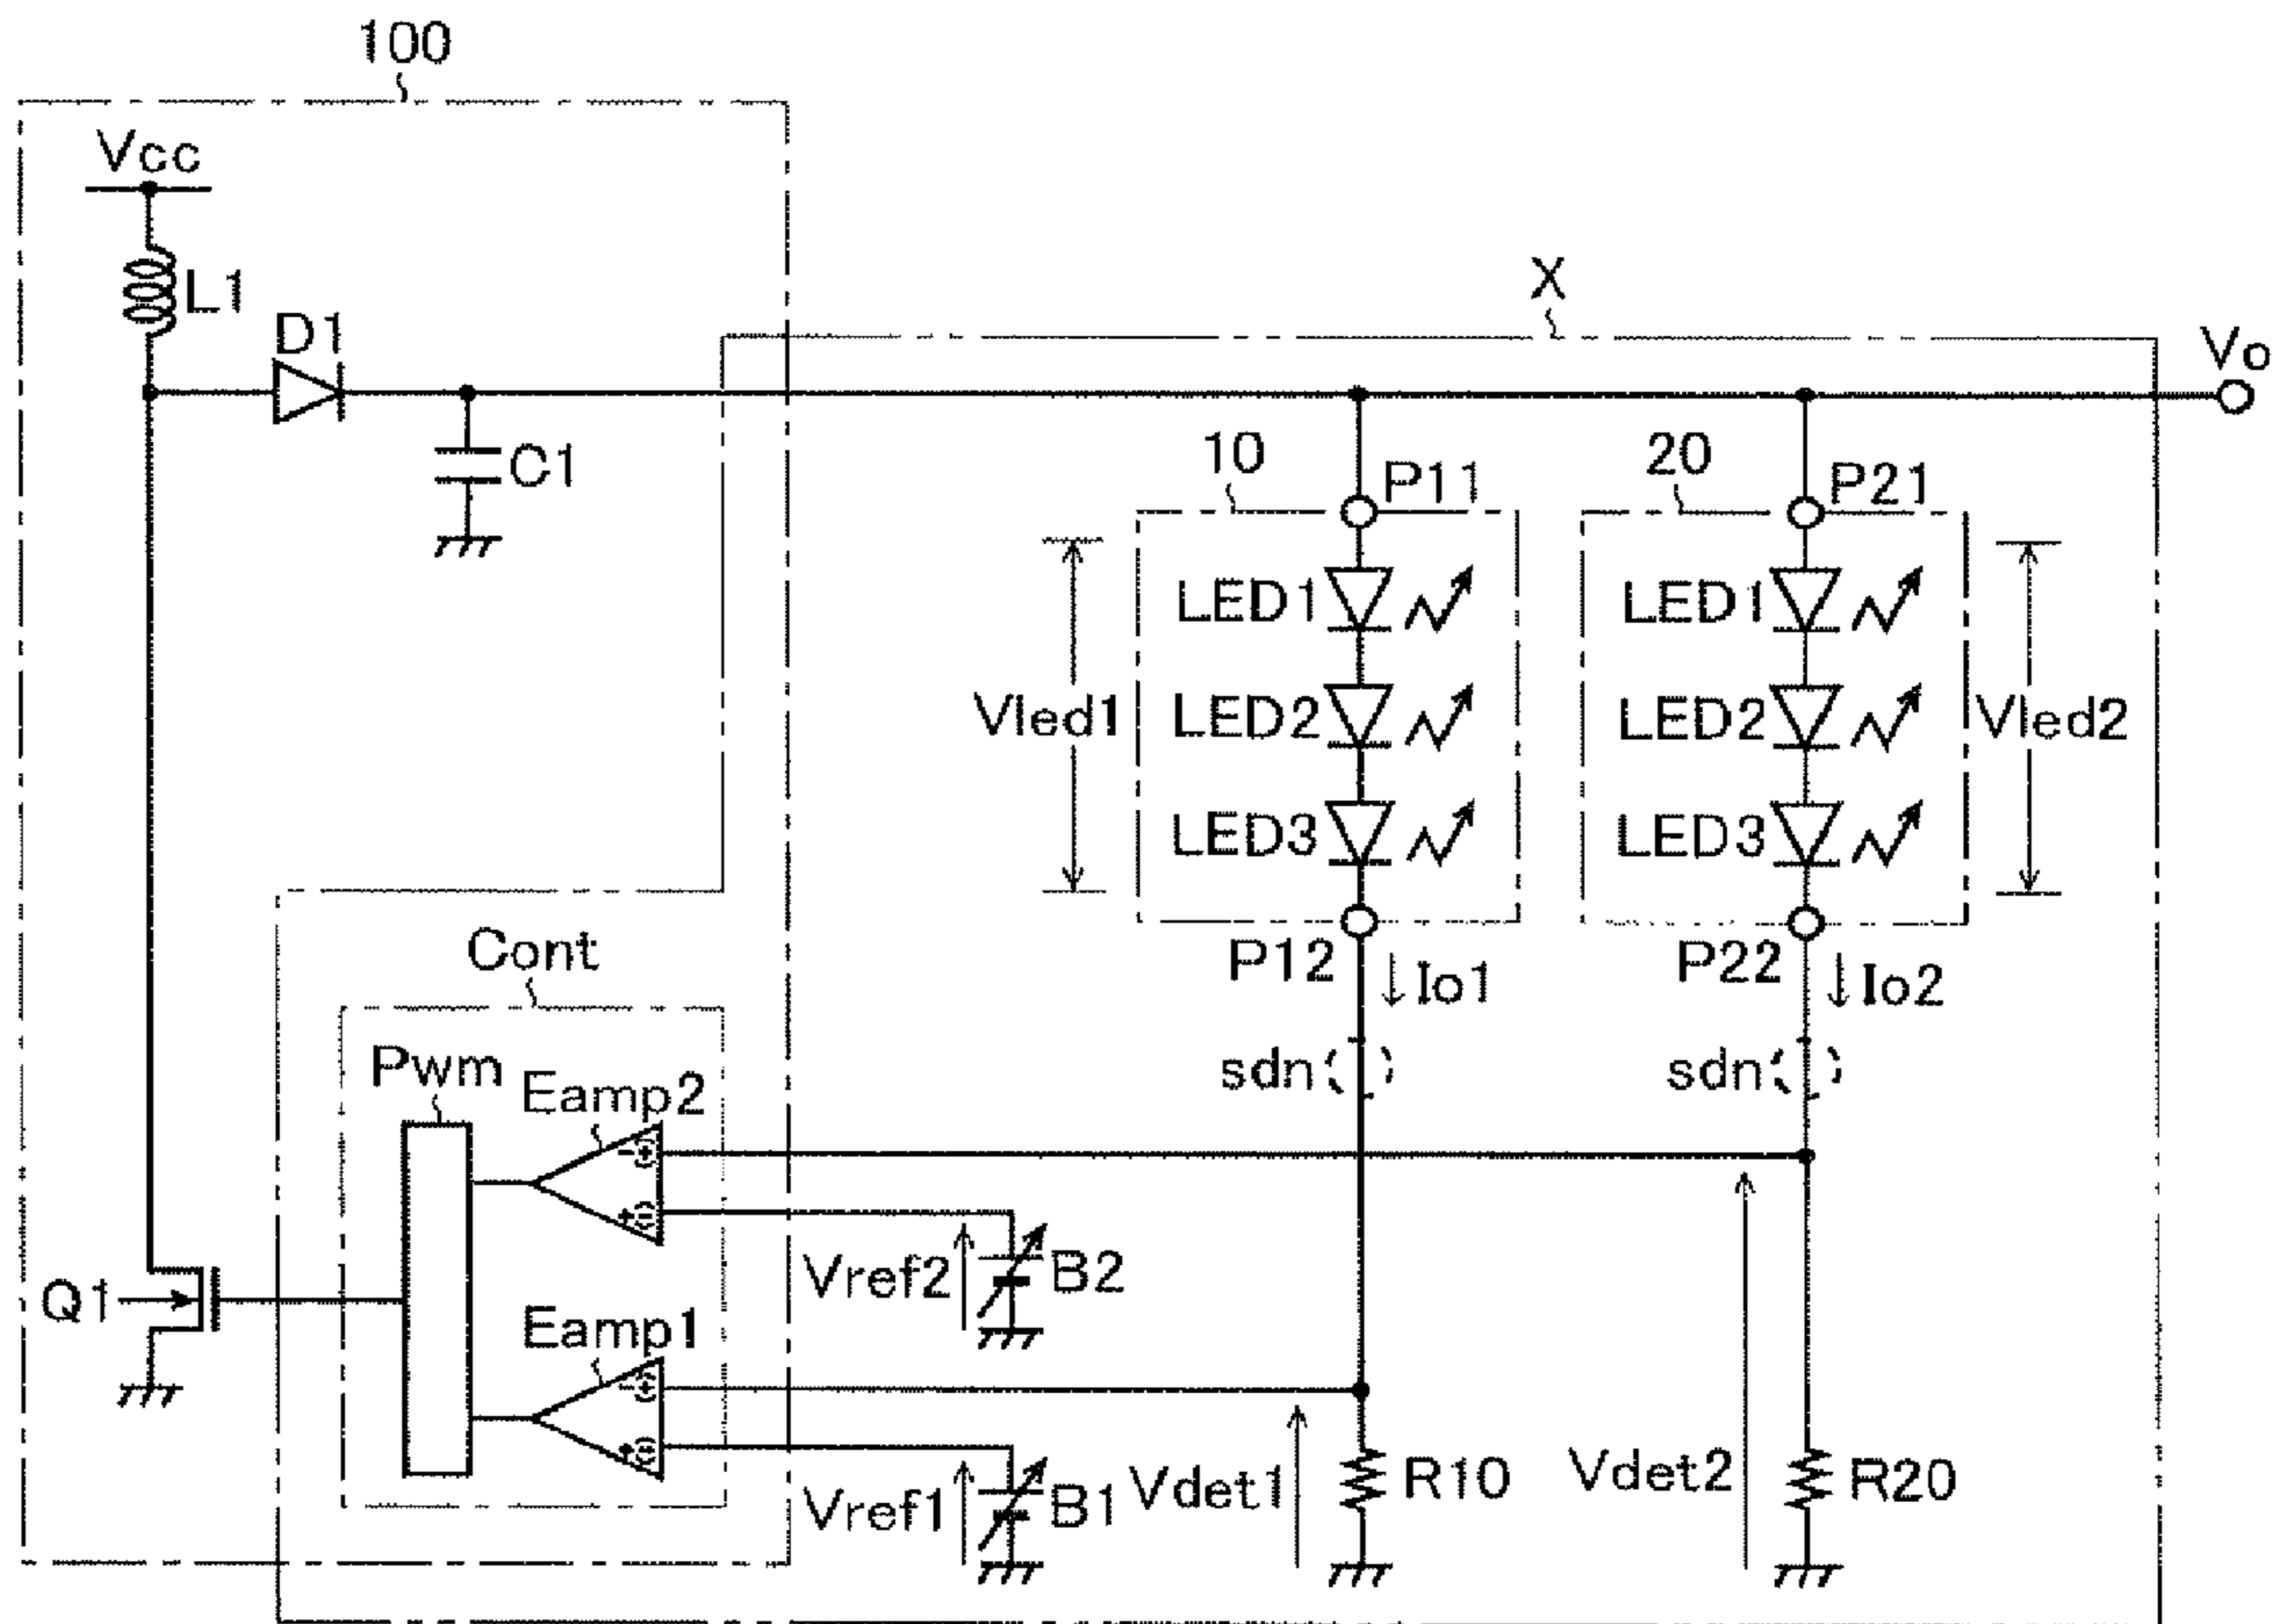 100
Vcc
L1
D1
C1
X
Vo
10
P11
20
P21
LED1
LED1
Vled1
LED2
LED2
Vled2
LED3
LED3
P12
Io1
P22
Io2
Cont
sdn
sdn
Pwm
Eamp2
- (+)
+ (-)
Vref2
B2
Q1
Eamp1
- (+)
+ (-)
Vref1
B1
Vdet1
R10
Vdet2
R20